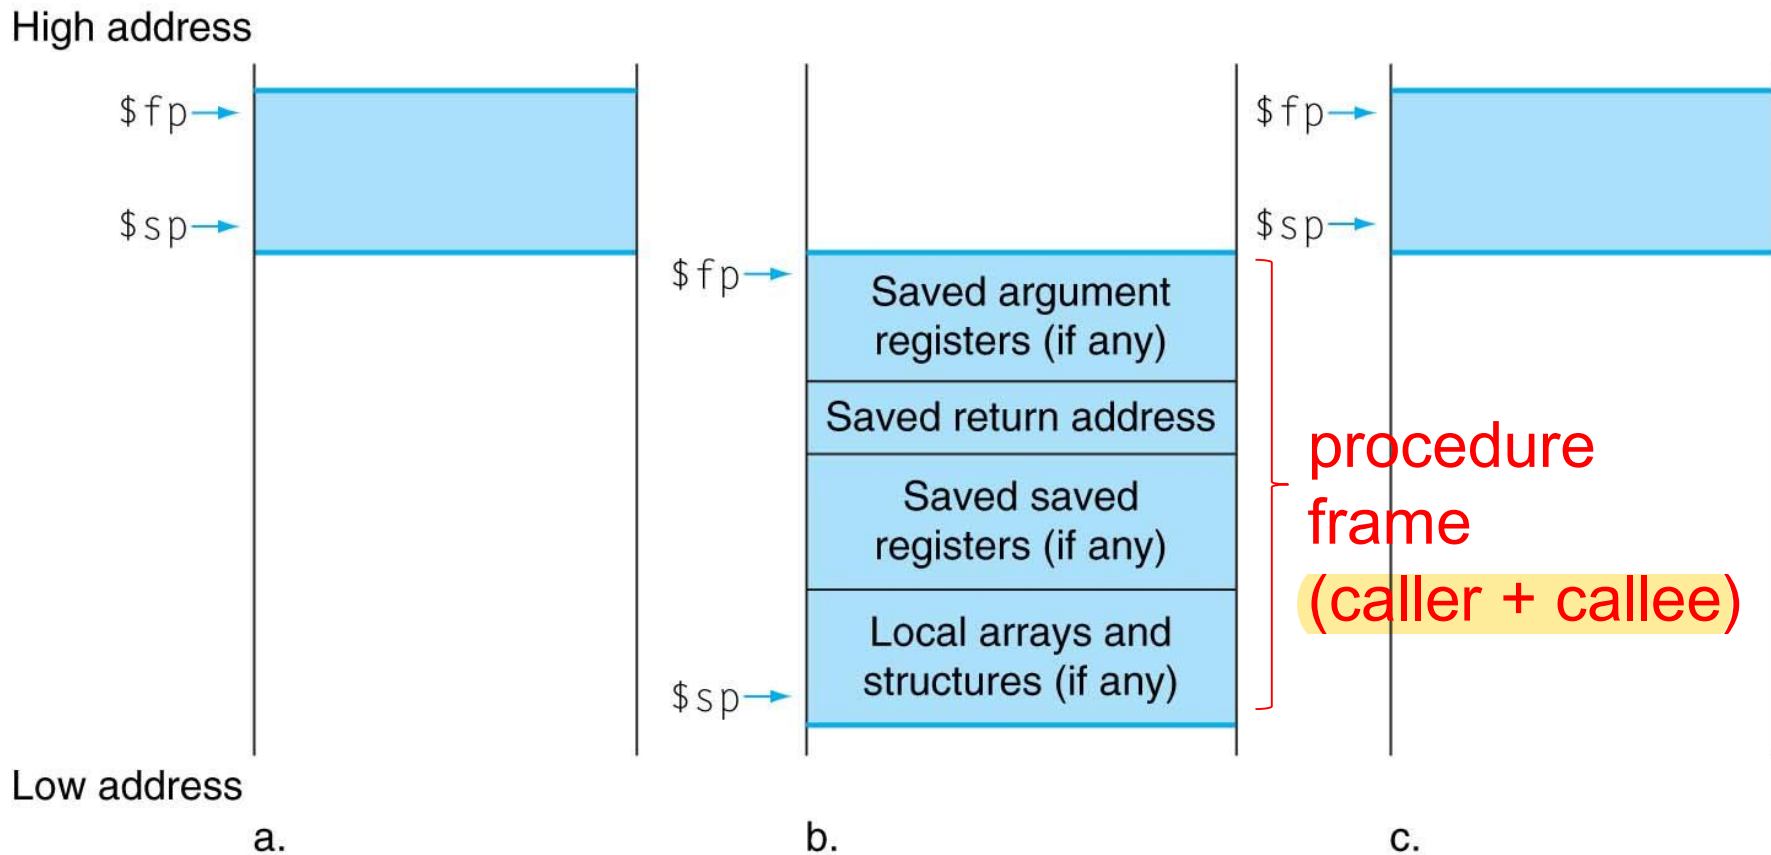 High address
$fp
$sp
$fp
Saved argument
registers (if any)
Saved return address
Saved saved
registers (if any)
Local arrays and
structures (if any)
$sp
$fp
$sp
procedure
frame
(caller + callee)
Low address
a.
b.
c.